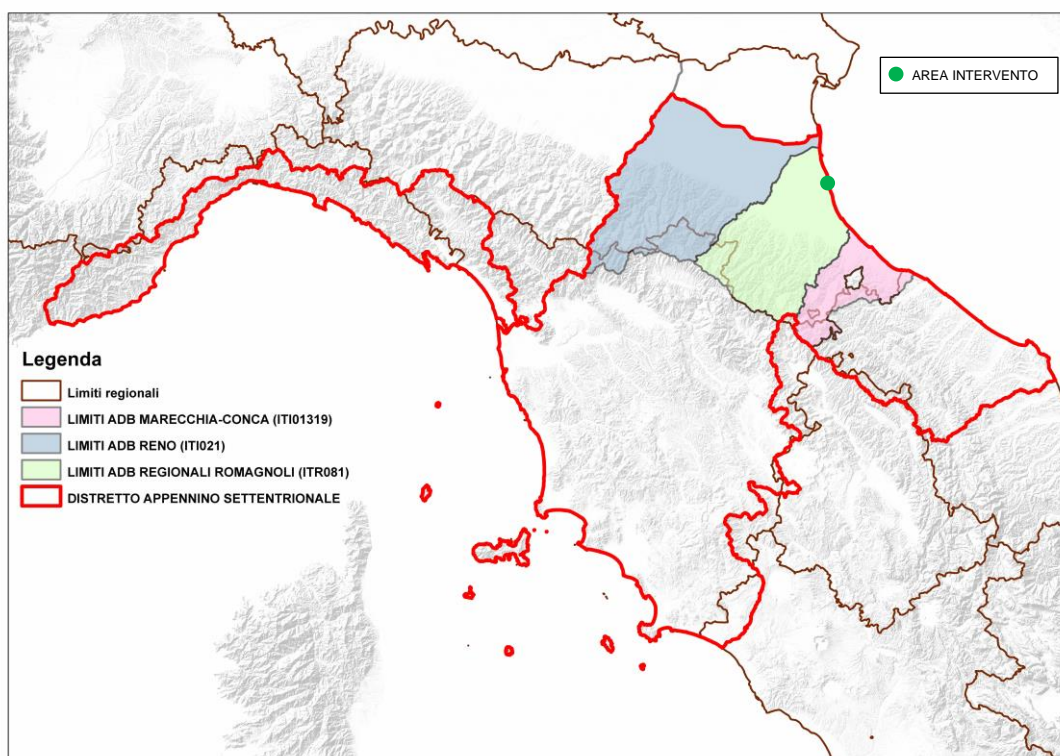 AREA INTERVENTO
Legenda
Limiti regionali
LIMITI ADB MARECCHIA-CONCA (ITI01319)
LIMITI ADB RENO (ITI021)
LIMITI ADB REGIONALI ROMAGNOLI (ITR081)
DISTRETTO APPENNINO SETTENTRIONALE